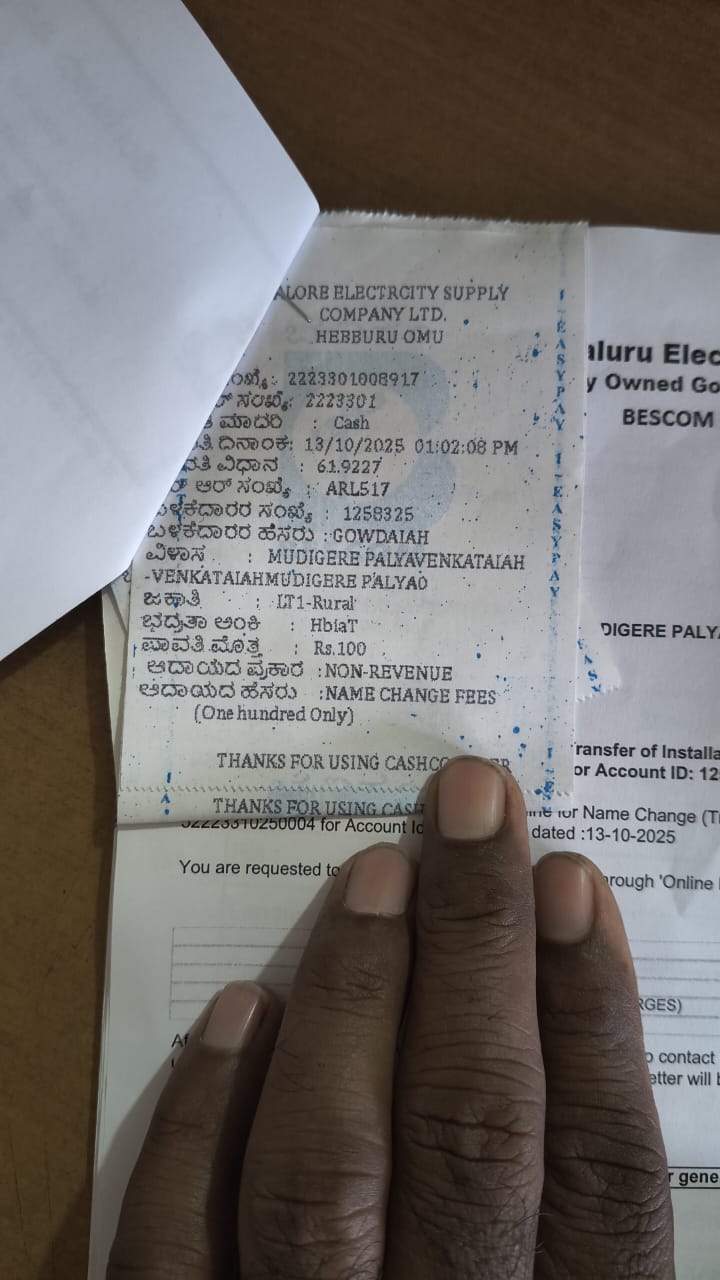 ALORE ELECTRCITY SUPPLY
COMPANY LTD.
HEBBURU OMU
2223301008917
ಸಂಖ್ಯೆ: 2223301
ಮಾದರಿ : Cash
ದಿನಾಂಕ: 13/10/2025 01:02:08 PM
ವಿಧಾನ : 61.9227
ಆರ್ ಸಂಖ್ಯೆ : ARL517
ಬಳಕೆದಾರರ ಸಂಖ್ಯೆ : 1258325
ಬಳಕೆದಾರರ ಹೆಸರು :GOWDAIAH
ವಿಳಾಸ : MUDIGERE PALYAVENKATAIAH
-VENKATAIAHMUDIGERE PALYA0
ಜಕಾತಿ : LT1-Rural
ಭದ್ರತಾ ಅಂಕಿ : HbiaT
ಪಾವತಿ ಮೊತ್ತ : Rs.100
ಆದಾಯದ ಪ್ರಕಾರ :NON-REVENUE
ಆದಾಯದ ಹೆಸರು :NAME CHANGE FEES
(One hundred Only)
THANKS FOR USING
THANKS FOR USING
EASYPAY
EASYPAY
aluru Elec
y Owned Go
BESCOM
DIGERE PALYA
ransfer of Installa
or Account ID: 12
for Name Change
for Account dated :13-10-2025
You are requested to rough 'Online
RGES)
contact
etter will
r gene